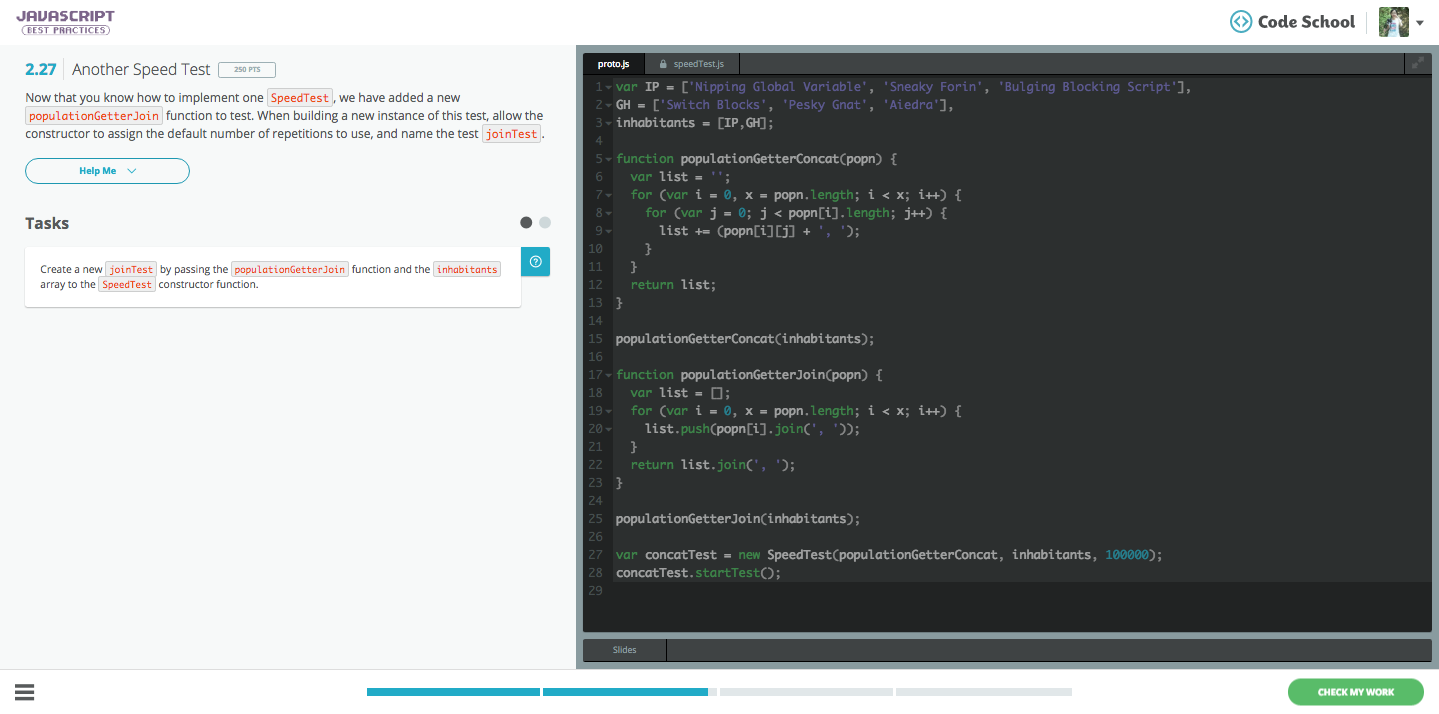 JAVASCRIPT
BEST PRACTICES
Code School
2.27 Another Speed Test 250 PTS
Now that you know how to implement one SpeedTest, we have added a new
populationGetterJoin function to test. When building a new instance of this test, allow the
constructor to assign the default number of repetitions to use, and name the test joinTest.
Help Me
Tasks
Create a new joinTest by passing the populationGetterJoin function and the inhabitants
array to the SpeedTest constructor function.
proto.js speedTest.js
1 var IP = ['Nipping Global Variable', 'Sneaky Forin', 'Bulging Blocking Script'],
2 GH = ['Switch Blocks', 'Pesky Gnat', 'Aiedra'],
3 inhabitants = [IP,GH];
4
5 function populationGetterConcat(popn) {
6 var list = '';
7 for (var i = 0, x = popn.length; i < x; i++) {
8 for (var j = 0; j < popn[i].length; j++) {
9 list += (popn[i][j] + ', ');
10 }
11 }
12 return list;
13 }
14
15 populationGetterConcat(inhabitants);
16
17 function populationGetterJoin(popn) {
18 var list = [];
19 for (var i = 0, x = popn.length; i < x; i++) {
20 list.push(popn[i].join(', '));
21 }
22 return list.join(', ');
23 }
24
25 populationGetterJoin(inhabitants);
26
27 var concatTest = new SpeedTest(populationGetterConcat, inhabitants, 100000);
28 concatTest.startTest();
29
Slides
CHECK MY WORK